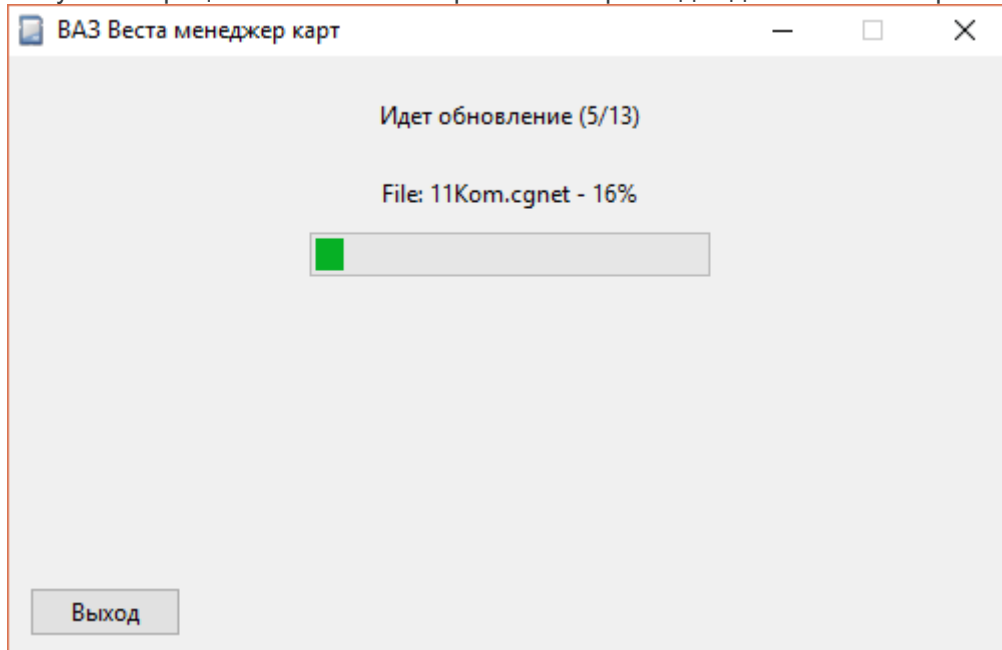 ВАЗ Веста менеджер карт
Идет обновление (5/13)
File: 11Kom.cgnet - 16%
Выход